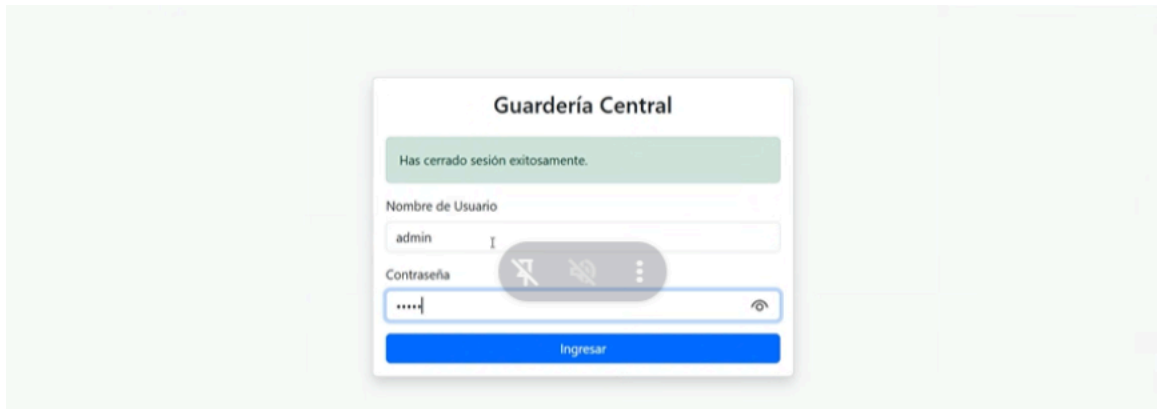 Guardería Central
Has cerrado sesión exitosamente.
Nombre de Usuario
admin
Contraseña
•••••
Ingresar